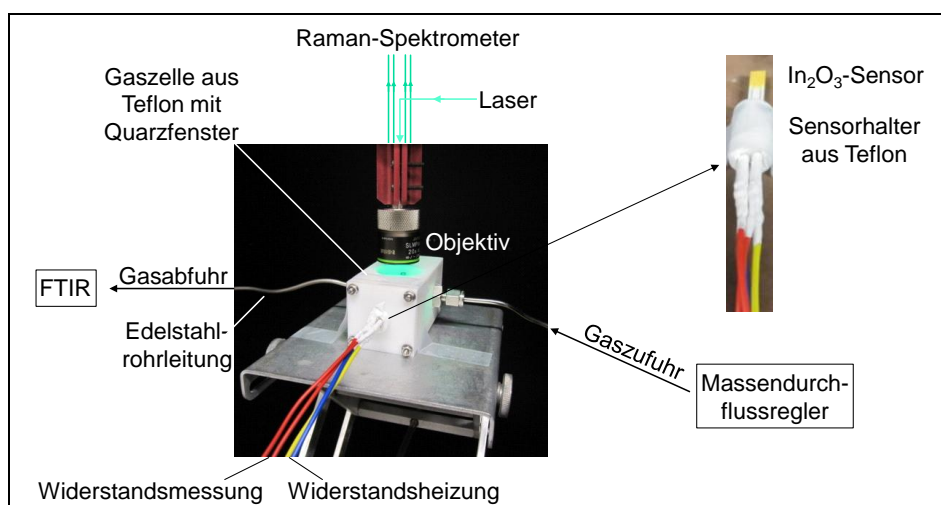 Raman-Spektrometer
Gaszelle aus
Teflon mit
Quarzfenster
Laser
In₂O₃-Sensor
Sensorhalter
aus Teflon
Objektiv
Gasabfuhr
FTIR
Edelstahl-
rohrleitung
Gaszufuhr
Massendurch-
flussregler
Widerstandsmessung
Widerstandsheizung